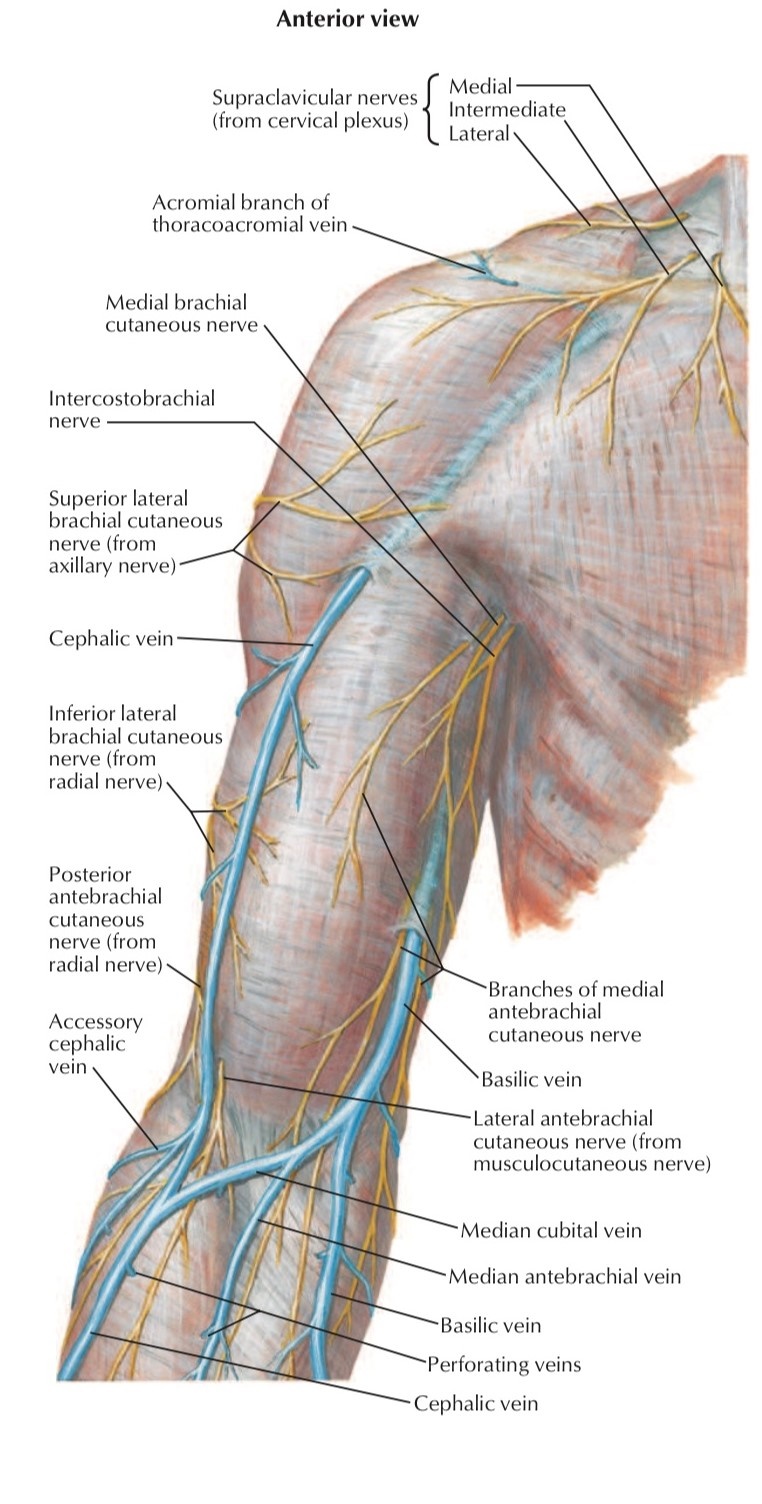 Anterior view
Supraclavicular nerves
(from cervical plexus)
Medial
Intermediate
Lateral
Acromial branch of
thoracoacromial vein
Medial brachial
cutaneous nerve
Intercostobrachial
nerve
Superior lateral
brachial cutaneous
nerve (from
axillary nerve)
Cephalic vein
Inferior lateral
brachial cutaneous
nerve (from
radial nerve)
Posterior
antebrachial
cutaneous
nerve (from
radial nerve)
Accessory
cephalic
vein
Branches of medial
antebrachial
cutaneous nerve
Basilic vein
Lateral antebrachial
cutaneous nerve (from
musculocutaneous nerve)
Median cubital vein
Median antebrachial vein
Basilic vein
Perforating veins
Cephalic vein